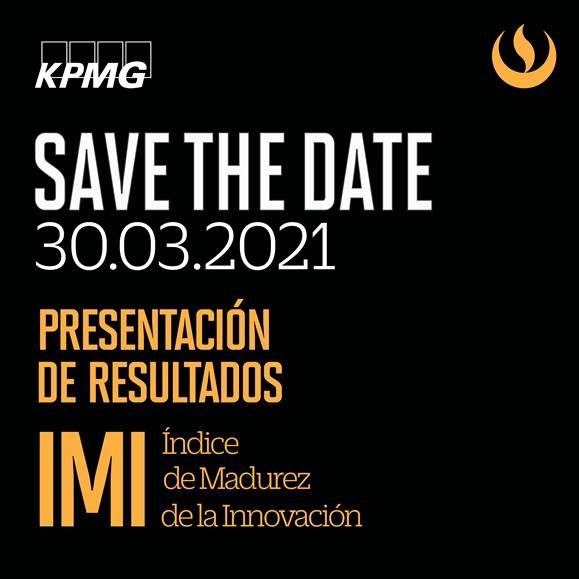 KPMG
SAVE THE DATE
30.03.2021
PRESENTACIÓN
DE RESULTADOS
IMI
Índice
de Madurez
de la Innovación